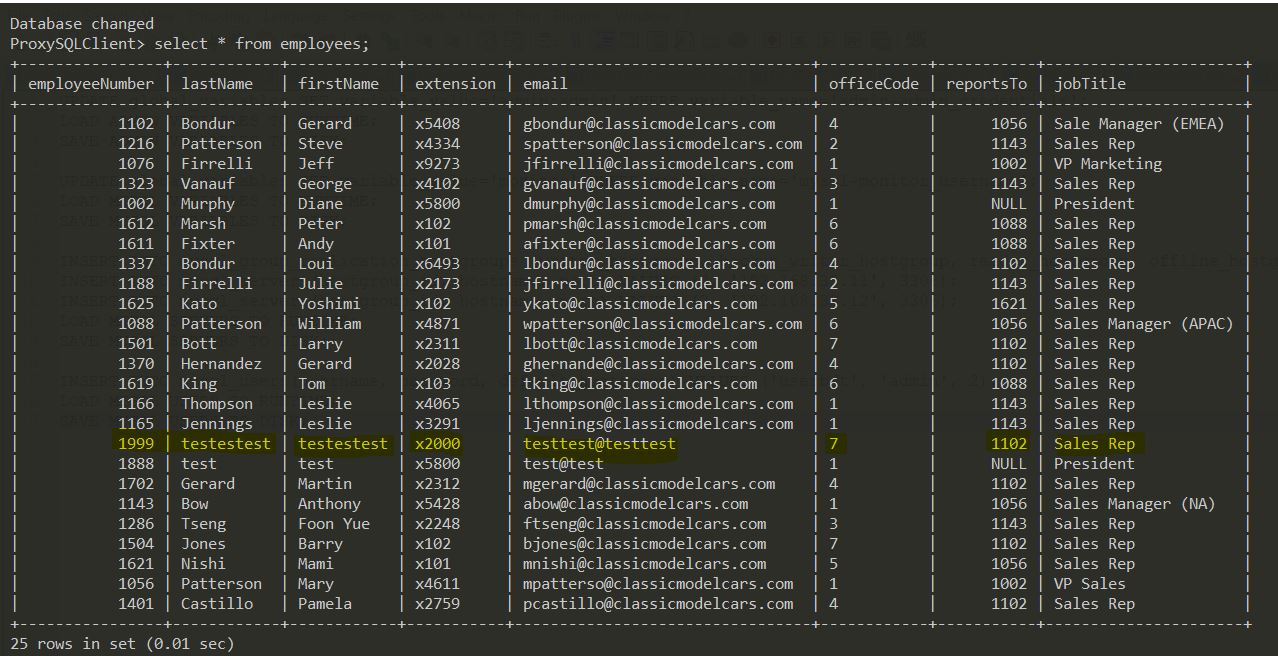 Database changed
ProxySQLClient> select * from employees;
+----------------+-----------+-----------+-----------+--------------------------------+------------+-----------+---------------------+
| employeeNumber | lastName | firstName | extension | email | officeCode | reportsTo | jobTitle |
+----------------+-----------+-----------+-----------+--------------------------------+------------+-----------+---------------------+
| 1102 | Bondur | Gerard | x5408 | gbondur@classicmodelcars.com | 4 | 1056 | Sale Manager (EMEA) |
| 1216 | Patterson | Steve | x4334 | spatterson@classicmodelcars.com | 2 | 1143 | Sales Rep |
| 1076 | Firrelli | Jeff | x9273 | jfirrelli@classicmodelcars.com | 1 | 1002 | VP Marketing |
| 1323 | Vanauf | George | x4102 | gvanauf@classicmodelcars.com | 3 | 1143 | Sales Rep |
| 1002 | Murphy | Diane | x5800 | dmurphy@classicmodelcars.com | 1 | NULL | President |
| 1612 | Marsh | Peter | x102 | pmarsh@classicmodelcars.com | 6 | 1088 | Sales Rep |
| 1611 | Fixter | Andy | x101 | afixter@classicmodelcars.com | 6 | 1088 | Sales Rep |
| 1337 | Bondur | Loui | x6493 | lbondur@classicmodelcars.com | 4 | 1102 | Sales Rep |
| 1188 | Firrelli | Julie | x2173 | jfirrelli@classicmodelcars.com | 2 | 1143 | Sales Rep |
| 1625 | Kato | Yoshimi | x102 | ykato@classicmodelcars.com | 5 | 1621 | Sales Rep |
| 1088 | Patterson | William | x4871 | wpatterson@classicmodelcars.com | 6 | 1056 | Sales Manager (APAC) |
| 1501 | Bott | Larry | x2311 | lbott@classicmodelcars.com | 7 | 1102 | Sales Rep |
| 1370 | Hernandez | Gerard | x2028 | ghernande@classicmodelcars.com | 4 | 1102 | Sales Rep |
| 1619 | King | Tom | x103 | tking@classicmodelcars.com | 6 | 1088 | Sales Rep |
| 1166 | Thompson | Leslie | x4065 | lthompson@classicmodelcars.com | 1 | 1143 | Sales Rep |
| 1165 | Jennings | Leslie | x3291 | ljennings@classicmodelcars.com | 1 | 1143 | Sales Rep |
| 1999 | testestest | testestest | x2000 | testtest@testtest | 7 | 1102 | Sales Rep |
| 1888 | test | test | x5800 | test@test | 1 | NULL | President |
| 1702 | Gerard | Martin | x2312 | mgerard@classicmodelcars.com | 4 | 1102 | Sales Rep |
| 1143 | Bow | Anthony | x5428 | abow@classicmodelcars.com | 1 | 1056 | Sales Manager (NA) |
| 1286 | Tseng | Foon Yue | x2248 | ftseng@classicmodelcars.com | 3 | 1143 | Sales Rep |
| 1504 | Jones | Barry | x102 | bjones@classicmodelcars.com | 7 | 1102 | Sales Rep |
| 1621 | Nishi | Mami | x101 | mnishi@classicmodelcars.com | 5 | 1056 | Sales Rep |
| 1056 | Patterson | Mary | x4611 | mpatterso@classicmodelcars.com | 1 | 1002 | VP Sales |
| 1401 | Castillo | Pamela | x2759 | pcastillo@classicmodelcars.com | 4 | 1102 | Sales Rep |
+----------------+-----------+-----------+-----------+--------------------------------+------------+-----------+---------------------+
25 rows in set (0.01 sec)